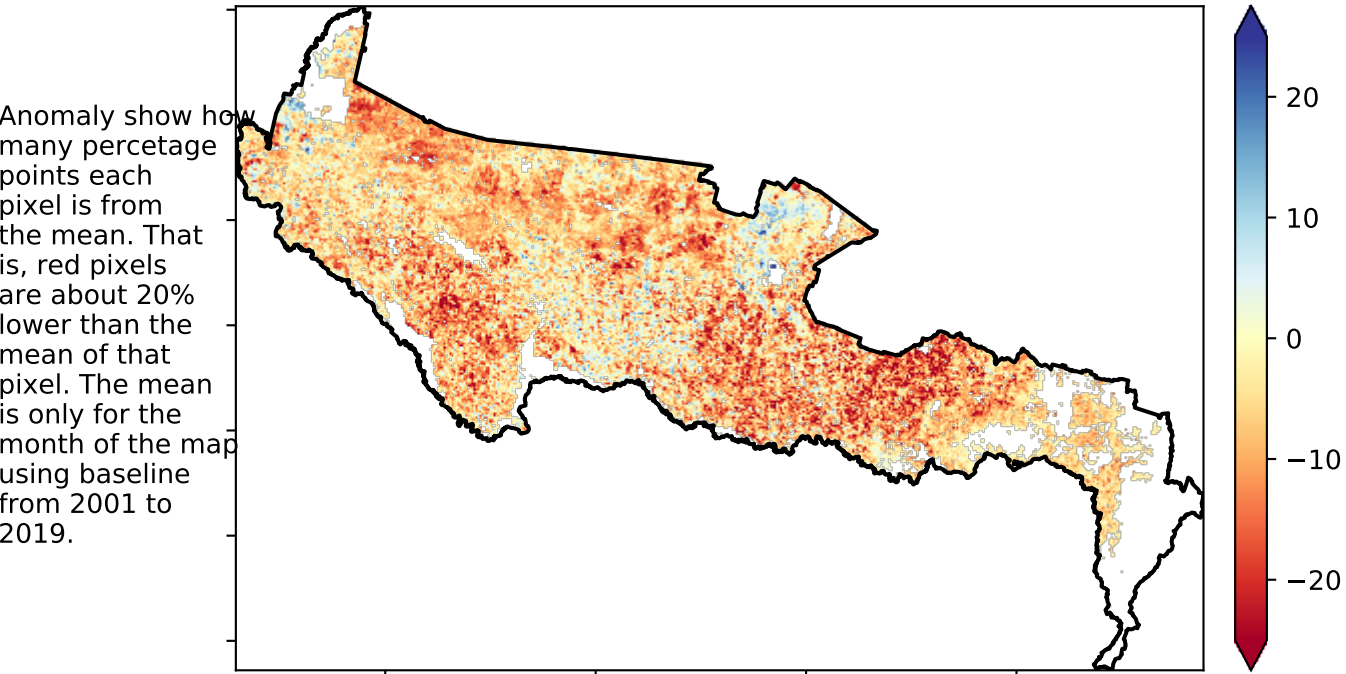 Anomaly show how
many percetage
points each
pixel is from
the mean. That
is, red pixels
are about 20%
lower than the
mean of that
pixel. The mean
is only for the
month of the map
using baseline
from 2001 to
2019.
20
10
0
−10
−20